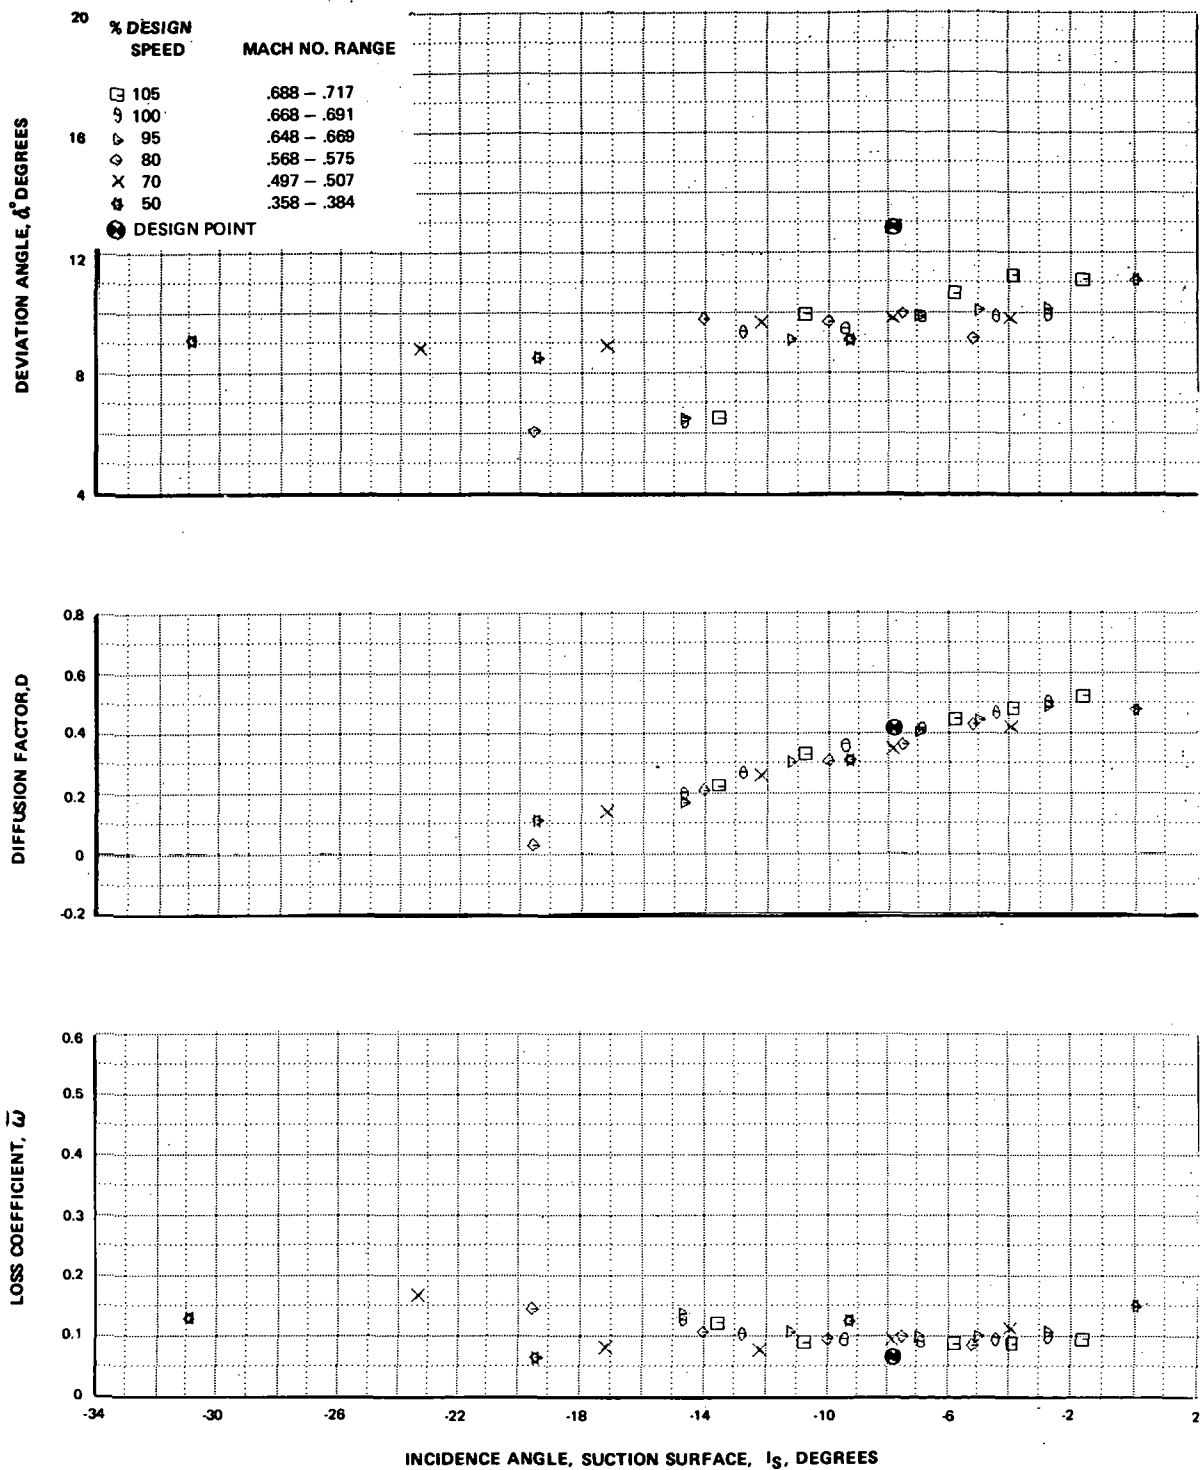 % DESIGN
SPEED MACH NO. RANGE
105 .688 – .717
100 .668 – .691
95 .648 – .669
80 .568 – .575
70 .497 – .507
50 .358 – .384
DESIGN POINT
DEVIATION ANGLE, δ° DEGREES
20
16
12
8
4
DIFFUSION FACTOR,D
0.8
0.6
0.4
0.2
0
-0.2
LOSS COEFFICIENT, ω̅
0.6
0.5
0.4
0.3
0.2
0.1
0
-34 -30 -26 -22 -18 -14 -10 -6 -2 2
INCIDENCE ANGLE, SUCTION SURFACE, IS, DEGREES